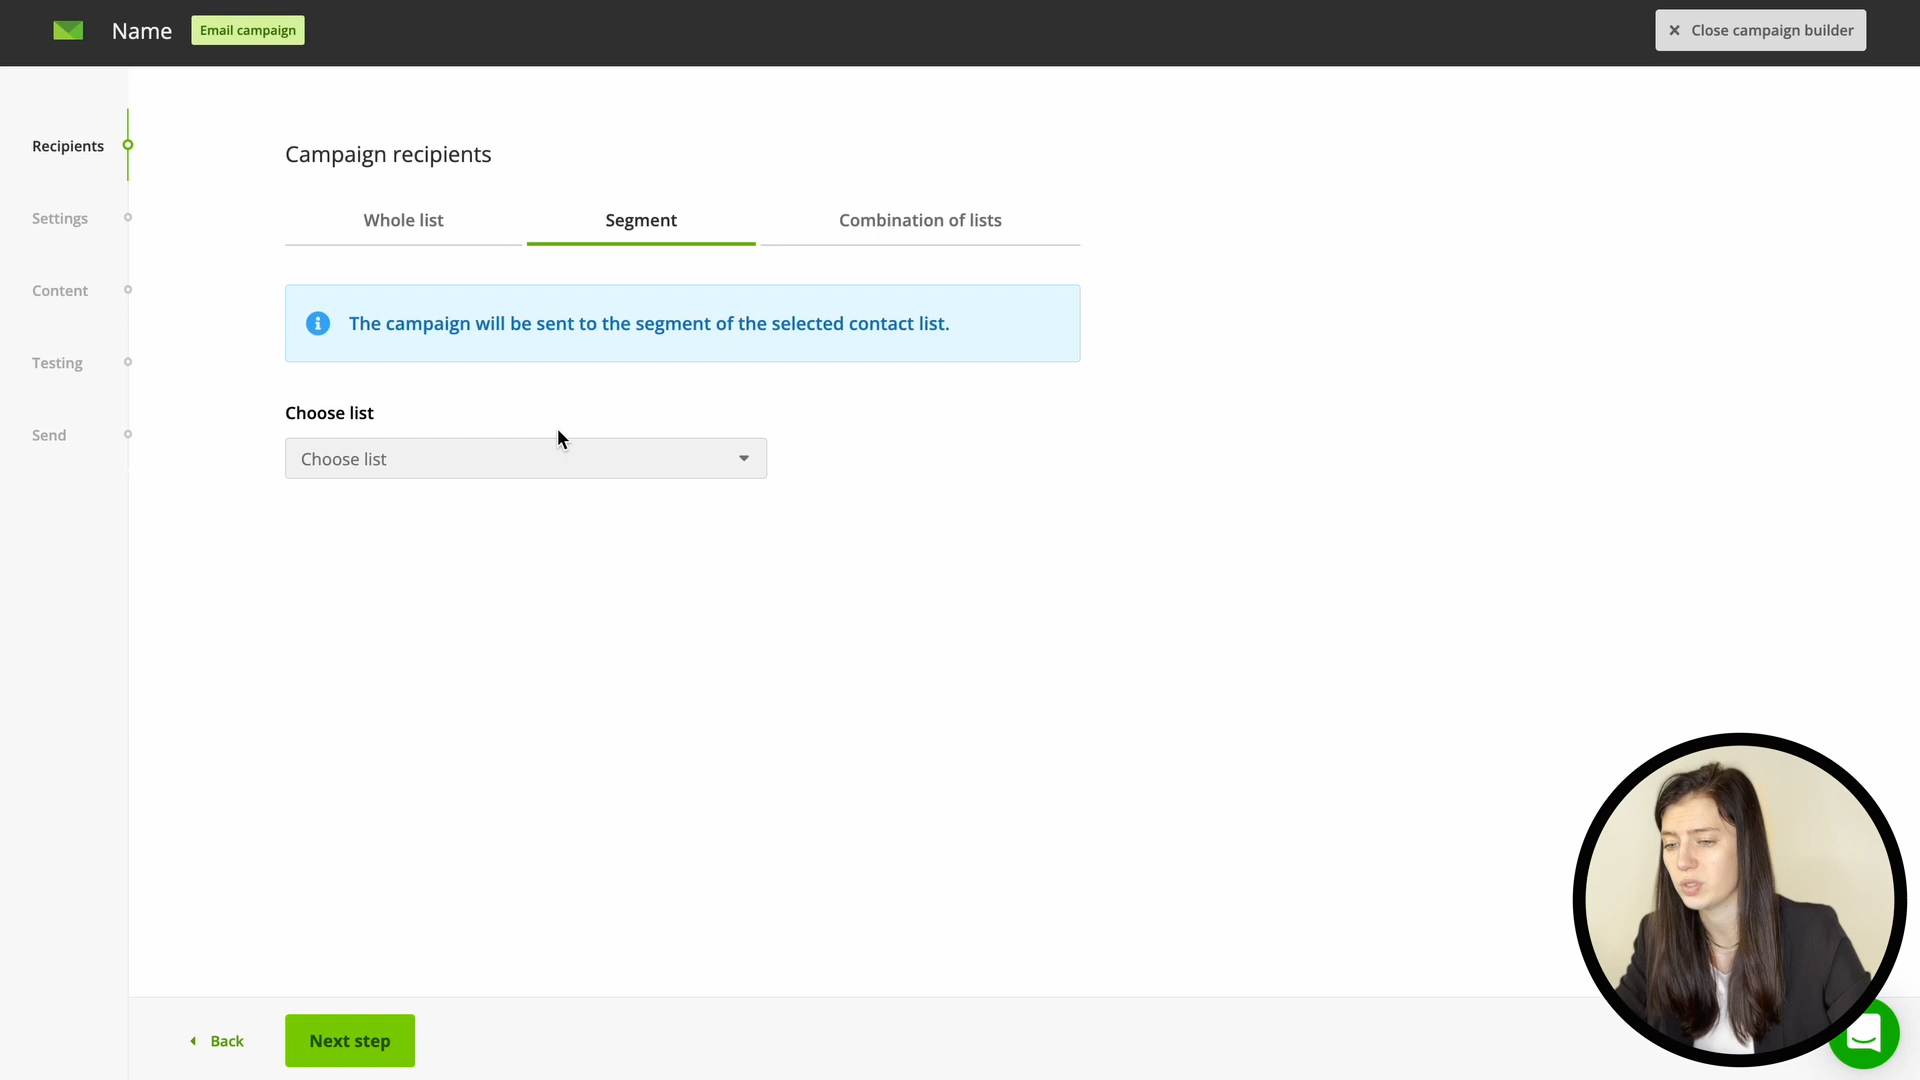 Name
Email campaign
Close campaign builder
Recipients
Settings
Content
Testing
Send
Campaign recipients
Whole list
Segment
Combination of lists
The campaign will be sent to the segment of the selected contact list.
Choose list
Choose list
Back
Next step